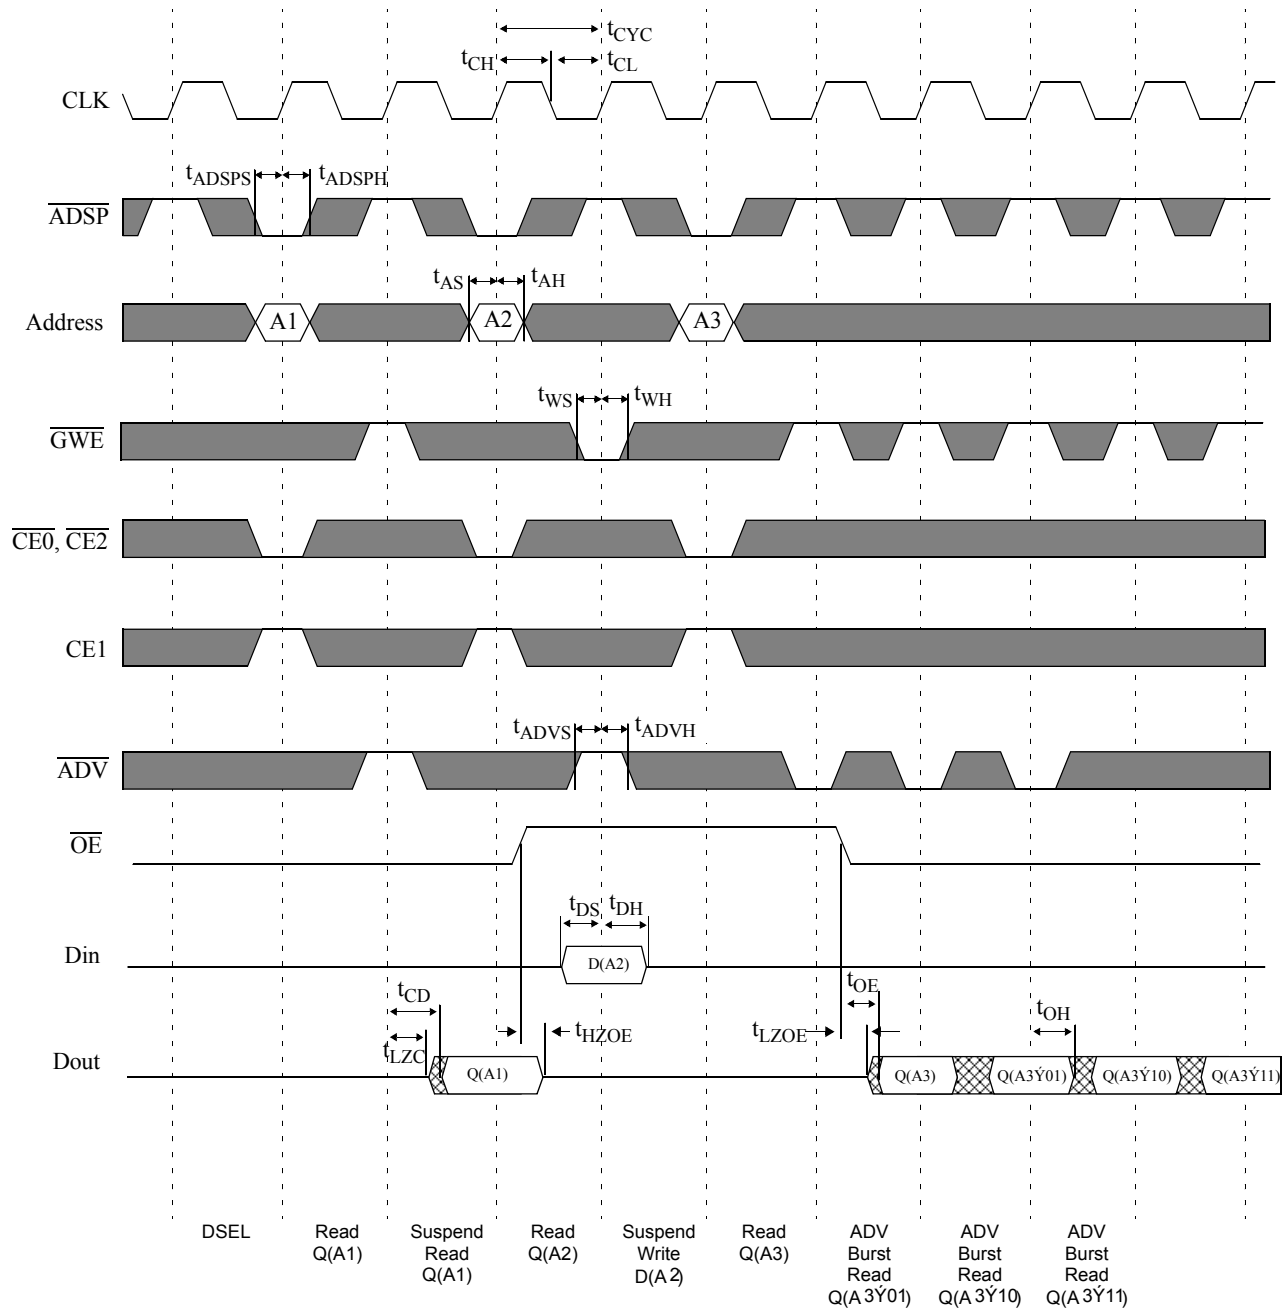 tCYC
tCH
tCL
CLK
tADSPS
tADSPH
ADSP
tAS
tAH
Address
A1
A2
A3
tWS
tWH
GWE
CE0, CE2
CE1
tADVS
tADVH
ADV
OE
tDS
tDH
Din
D(A2)
tCD
tOE
tOH
tLZC
tHZOE
tLZOE
Dout
Q(A1)
Q(A3)
Q(A3Ý01)
Q(A3Ý10)
Q(A3Ý11)
DSEL
Read
Q(A1)
Suspend
Read
Q(A1)
Read
Q(A2)
Suspend
Write
D(A2)
Read
Q(A3)
ADV
Burst
Read
Q(A3Ý01)
ADV
Burst
Read
Q(A3Ý10)
ADV
Burst
Read
Q(A3Ý11)